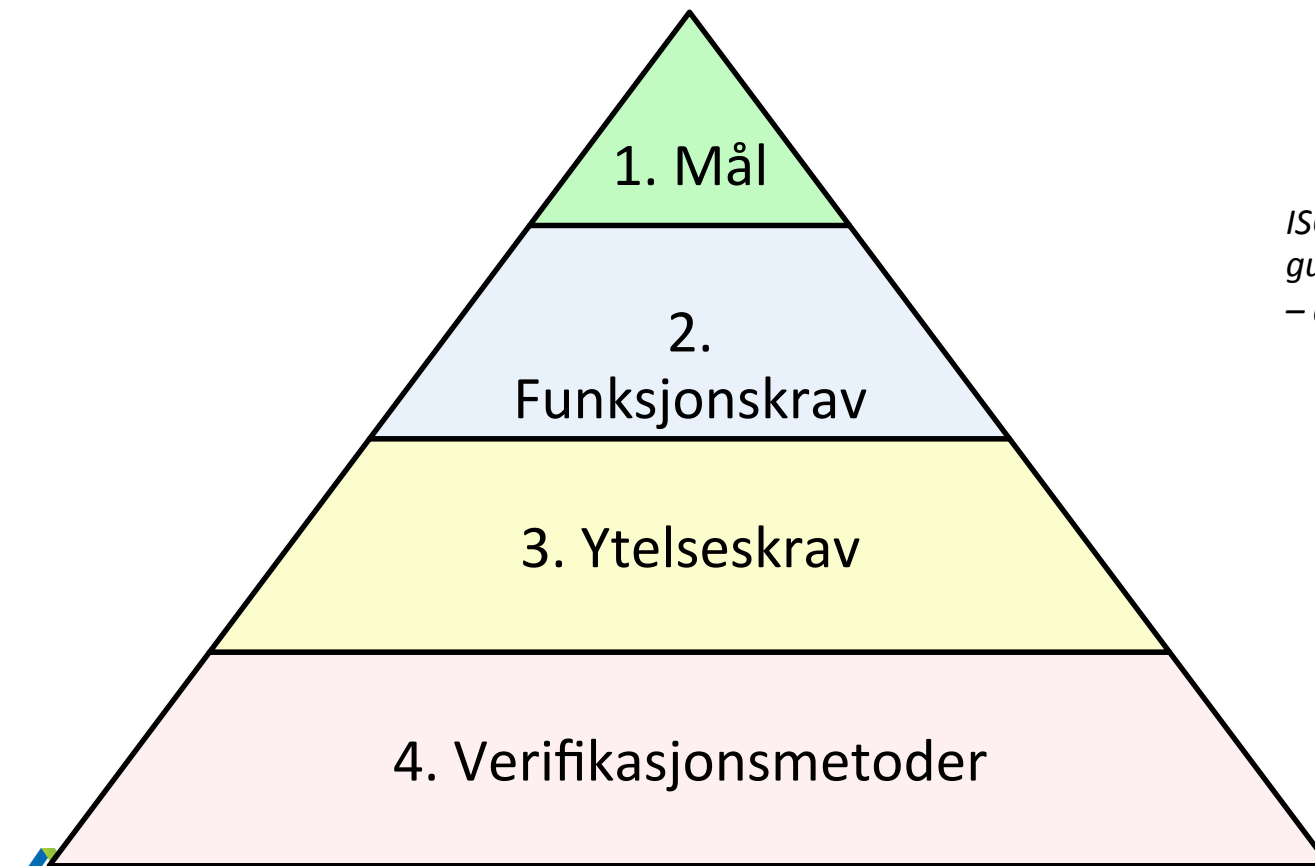 1. Mål
2.
Funksjonskrav
3. Ytelseskrav
4. Verifikasjonsmetoder